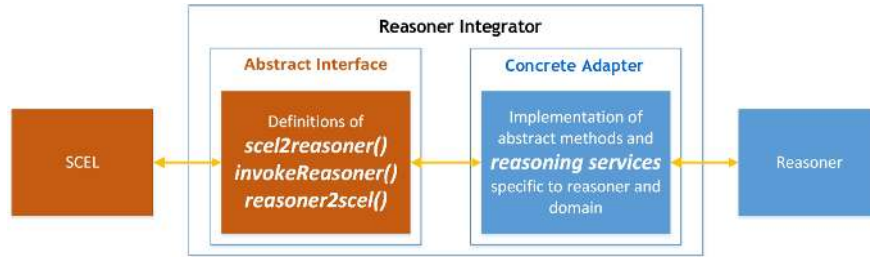 Reasoner Integrator
Abstract Interface
Concrete Adapter
SCEL
Definitions of
scel2reasoner()
invokeReasoner()
reasoner2scel()
Implementation of
abstract methods and
reasoning services
specific to reasoner and
domain
Reasoner